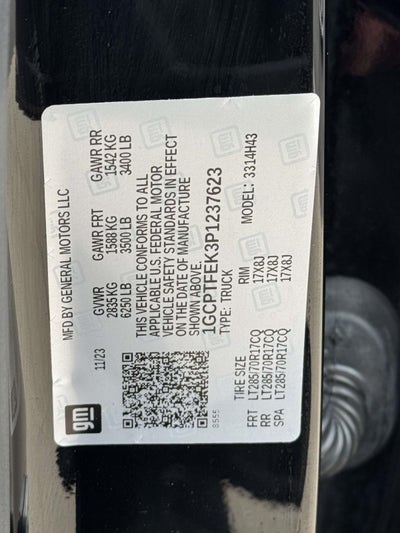 gm
MFD BY GENERAL MOTORS LLC
11/23 GVWR GAWR FRT GAWR RR
2835 KG 1588 KG 1542 KG
6250 LB 3500 LB 3400 LB
THIS VEHICLE CONFORMS TO ALL
APPLICABLE U.S. FEDERAL MOTOR
VEHICLE SAFETY STANDARDS IN EFFECT
ON THE DATE OF MANUFACTURE
SHOWN ABOVE.
1GCPTFEK3P1237623
8555 TYPE: TRUCK MODEL: 3314H43
TIRE SIZE RIM
FRT LT285/70R17CQ 17X8J
RR LT285/70R17CQ 17X8J
SPA LT285/70R17CQ 17X8J